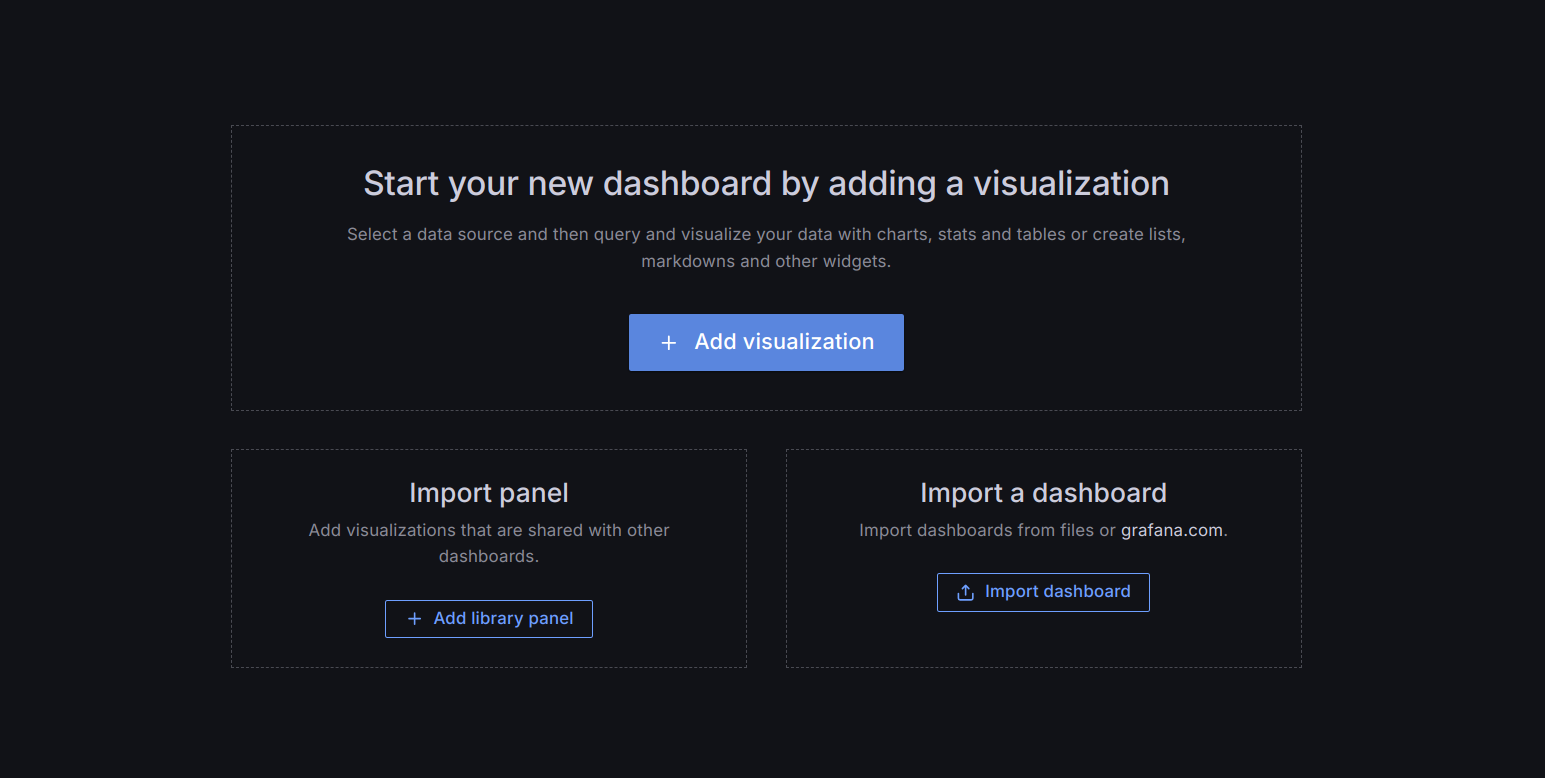 Start your new dashboard by adding a visualization
Select a data source and then query and visualize your data with charts, stats and tables or create lists,
markdowns and other widgets.
Add visualization
Import panel
Add visualizations that are shared with other
dashboards.
Add library panel
Import a dashboard
Import dashboards from files or grafana.com.
Import dashboard